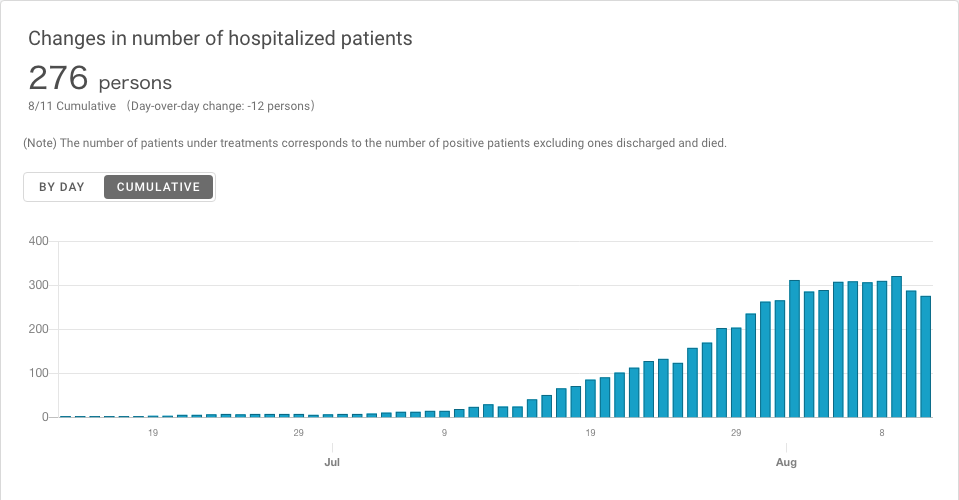 Changes in number of hospitalized patients
276 persons
8/11 Cumulative （Day-over-day change: -12 persons）
(Note) The number of patients under treatments corresponds to the number of positive patients excluding ones discharged and died.
BY DAY CUMULATIVE
400
300
200
100
0
19 29 9 19 29 8
Jul Aug